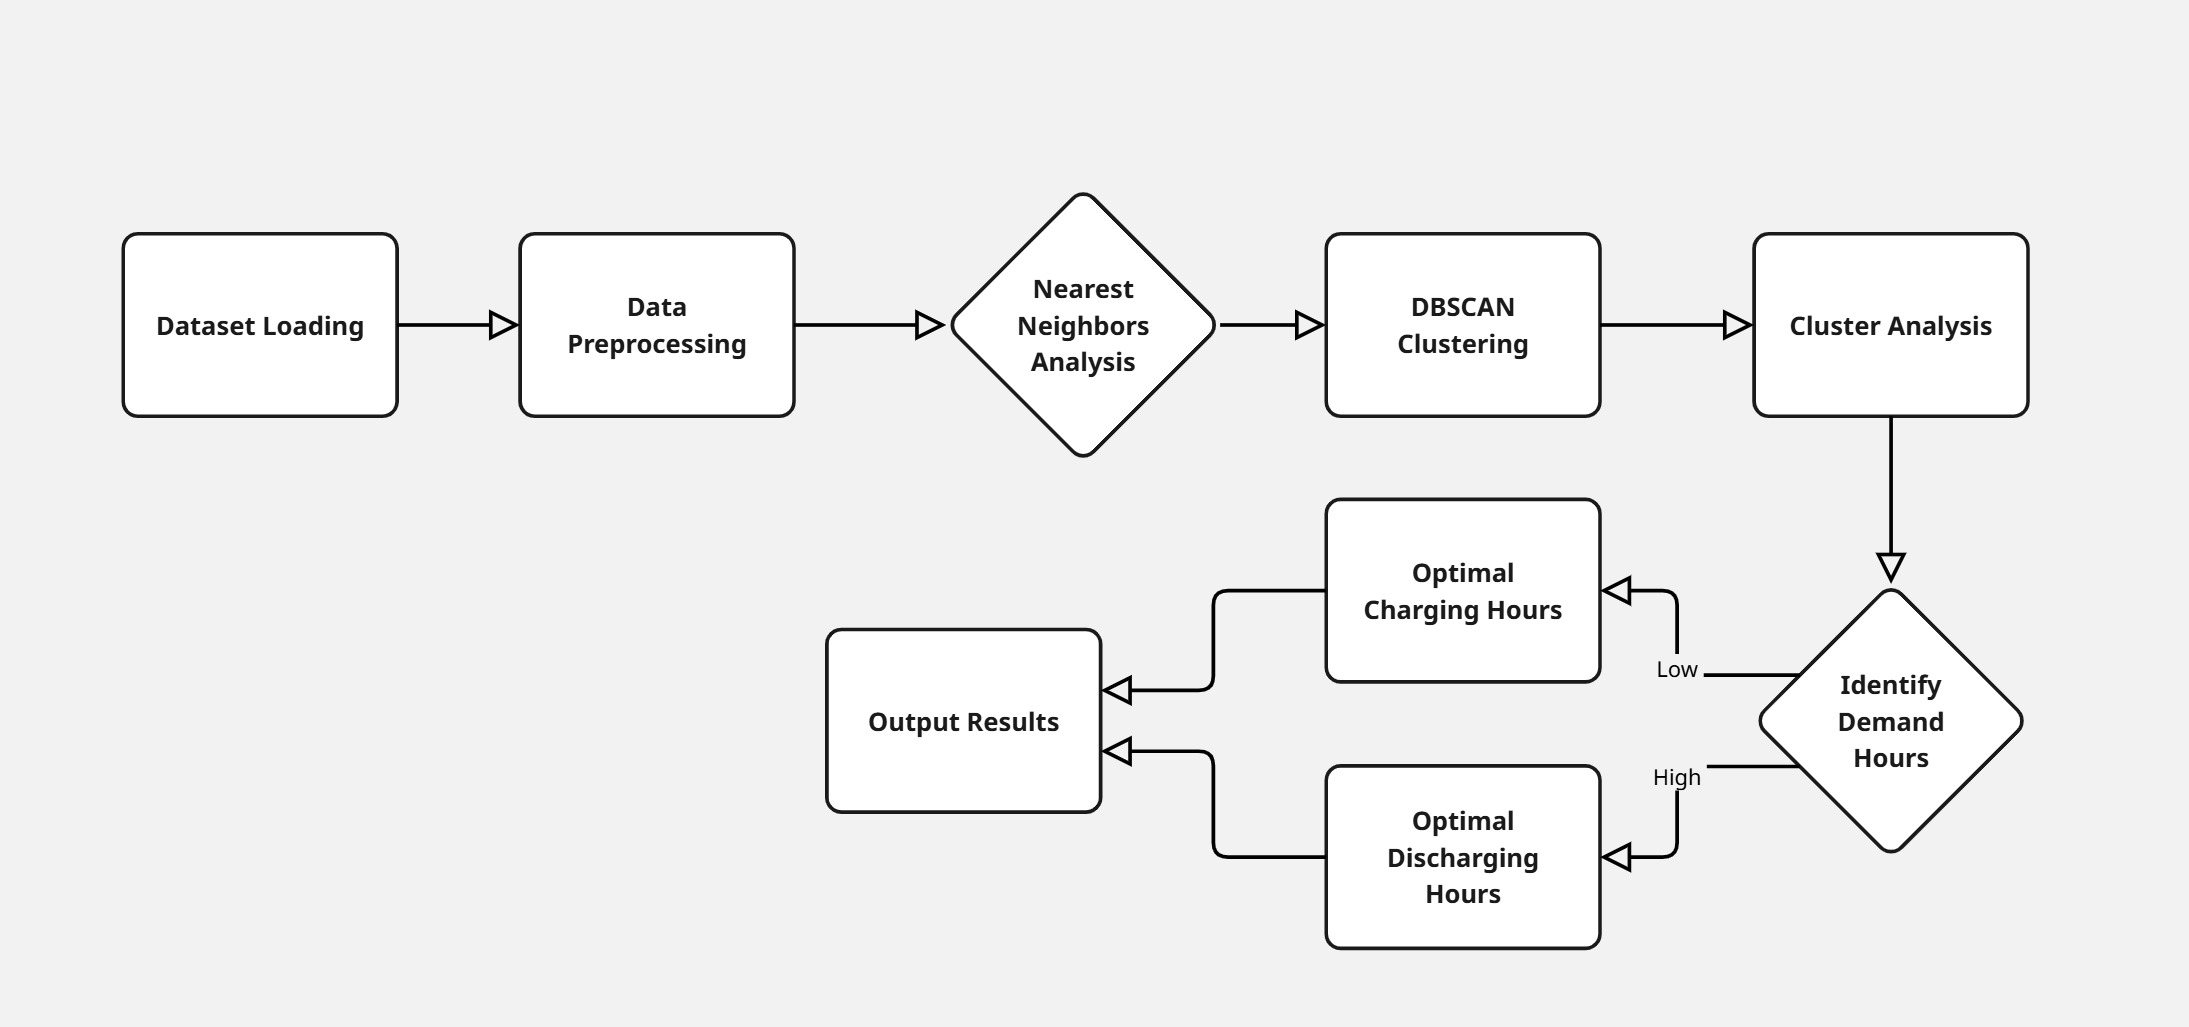 Dataset Loading
Data
Preprocessing
Nearest
Neighbors
Analysis
DBSCAN
Clustering
Cluster Analysis
Identify
Demand
Hours
Low
High
Optimal
Charging Hours
Optimal
Discharging
Hours
Output Results